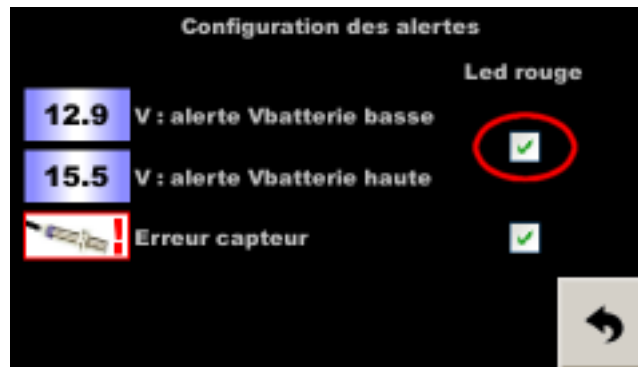 Configuration des alertes
Led rouge
12.9 V : alerte Vbatterie basse
15.5 V : alerte Vbatterie haute
! Erreur capteur